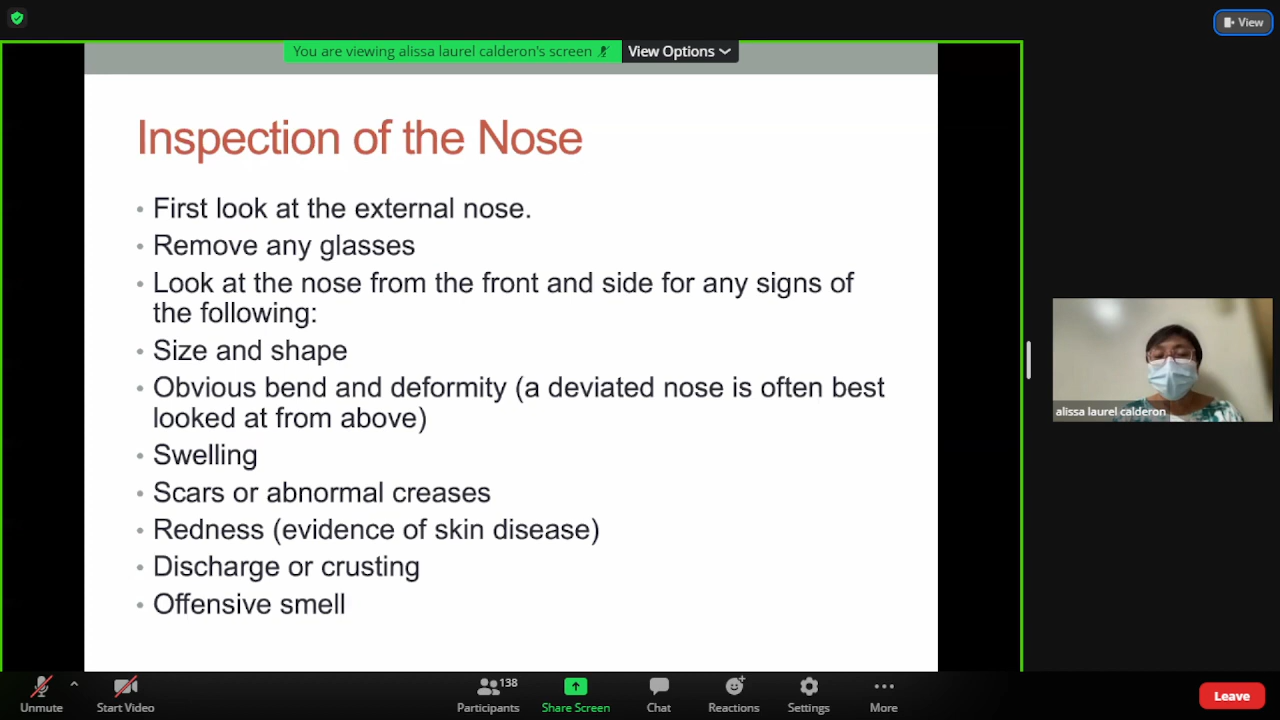 View
You are viewing alissa laurel calderon's screen
View Options
Inspection of the Nose
• First look at the external nose.
• Remove any glasses
• Look at the nose from the front and side for any signs of
the following:
• Size and shape
• Obvious bend and deformity (a deviated nose is often best
looked at from above)
• Swelling
• Scars or abnormal creases
• Redness (evidence of skin disease)
• Discharge or crusting
• Offensive smell
alissa laurel calderon
Unmute
Start Video
138
Participants
Share Screen
Chat
Reactions
Settings
More
Leave